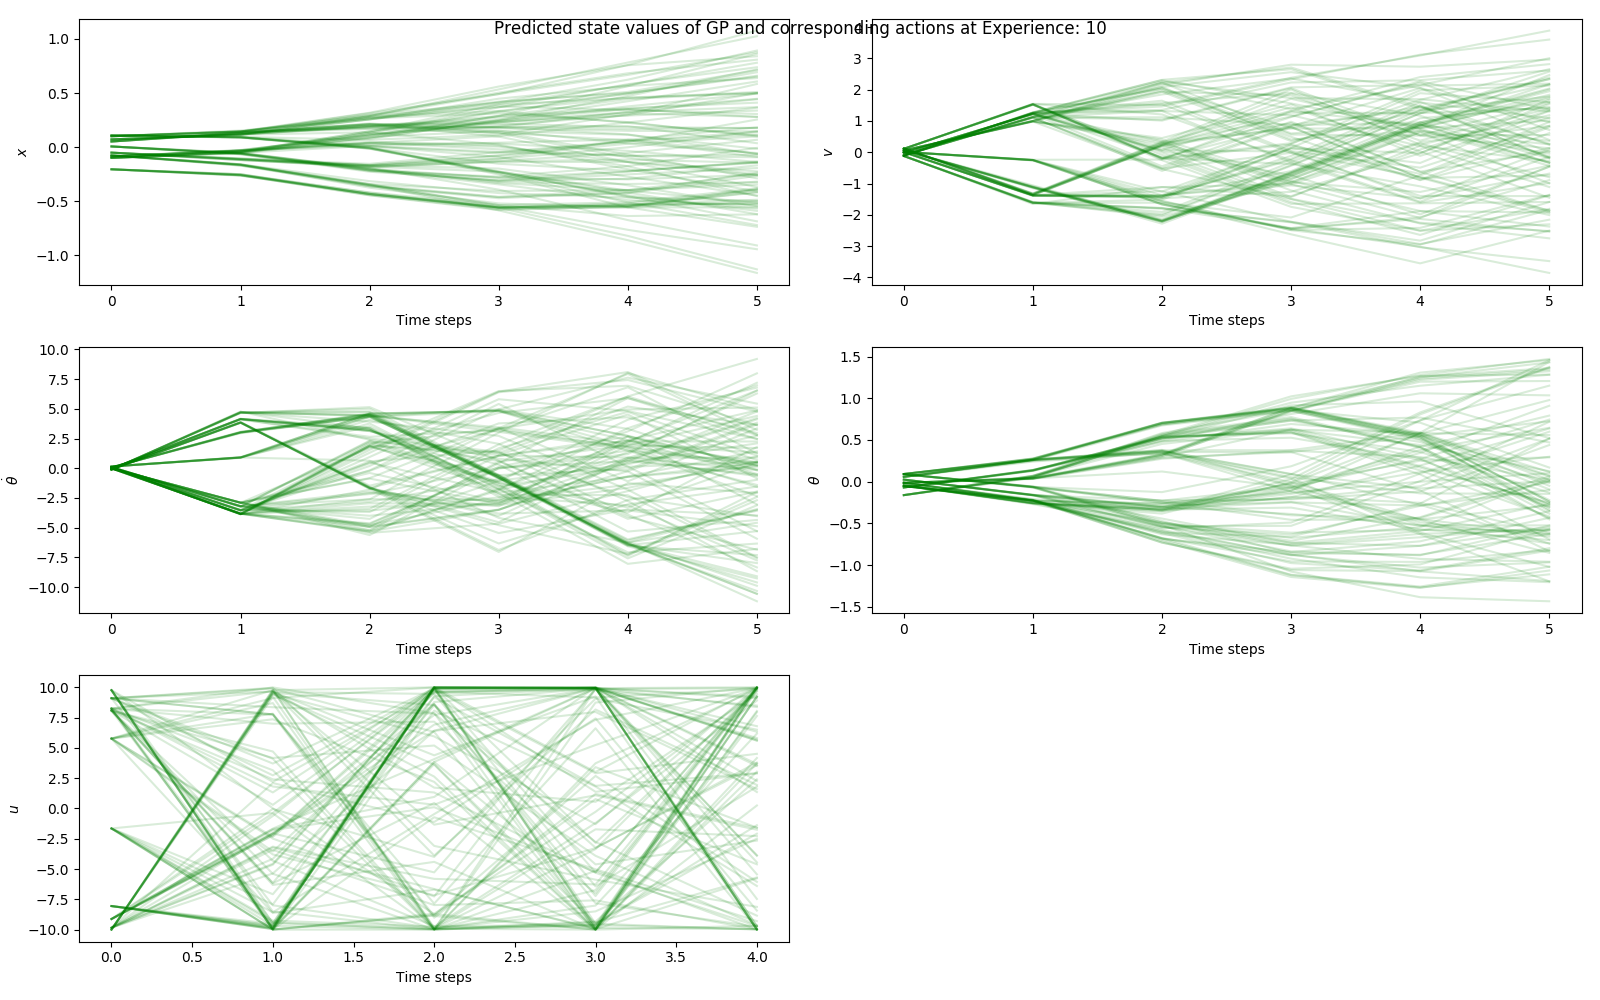 Predicted state values of GP and corresponding actions at Experience: 10
1.0
0.5
0.0
−0.5
−1.0
x
0 1 2 3 4 5
Time steps
4
3
2
1
0
−1
−2
−3
−4
v
0 1 2 3 4 5
Time steps
10.0
7.5
5.0
2.5
0.0
−2.5
−5.0
−7.5
−10.0
θ̇
0 1 2 3 4 5
Time steps
1.5
1.0
0.5
0.0
−0.5
−1.0
−1.5
θ
0 1 2 3 4 5
Time steps
10.0
7.5
5.0
2.5
0.0
−2.5
−5.0
−7.5
−10.0
u
0.0 0.5 1.0 1.5 2.0 2.5 3.0 3.5 4.0
Time steps